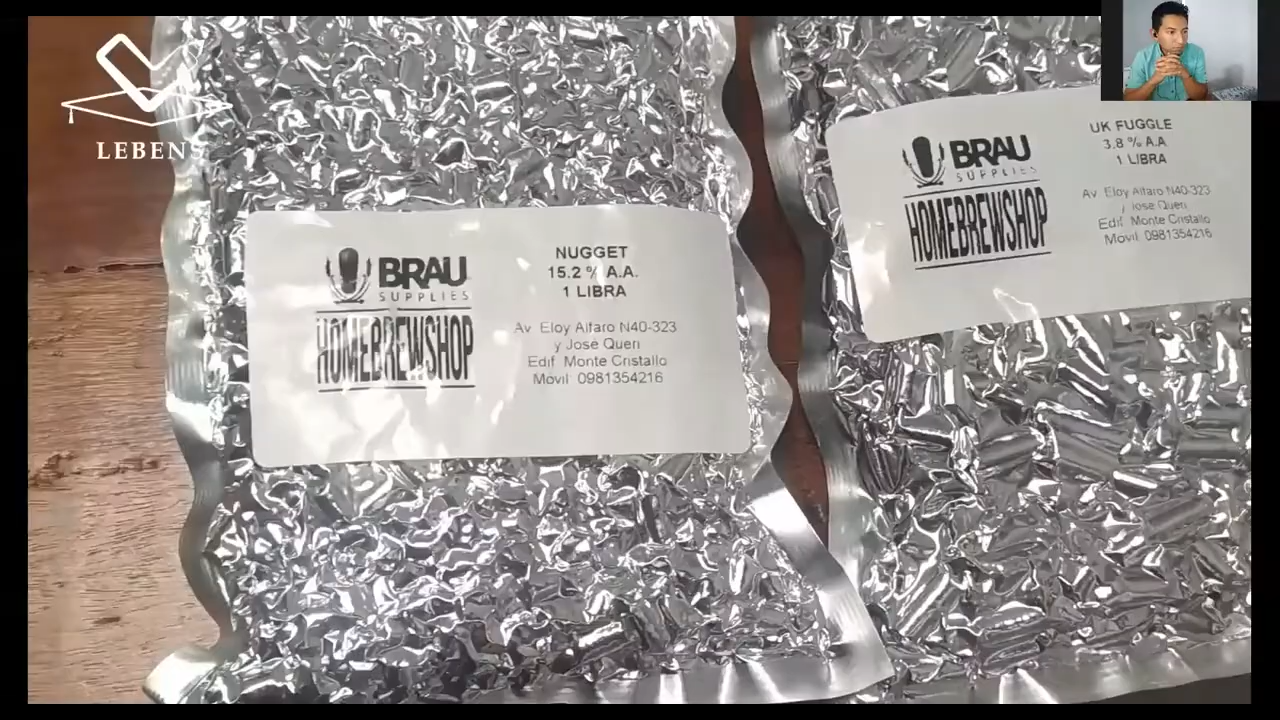 LEBENS
BRAU
SUPPLIES
HOMEBREWSHOP
NUGGET
15.2 % A.A.
1 LIBRA
Av Eloy Alfaro N40-323
y Jose Queri
Edif Monte Cristallo
Movil 0981354216
BRAU
SUPPLIES
HOMEBREWSHOP
UK FUGGLE
3.8 % A.A
1 LIBRA
Av Eloy Alfaro N40-323
y Jose Queri
Edif Monte Cristallo
Movil 0981354216